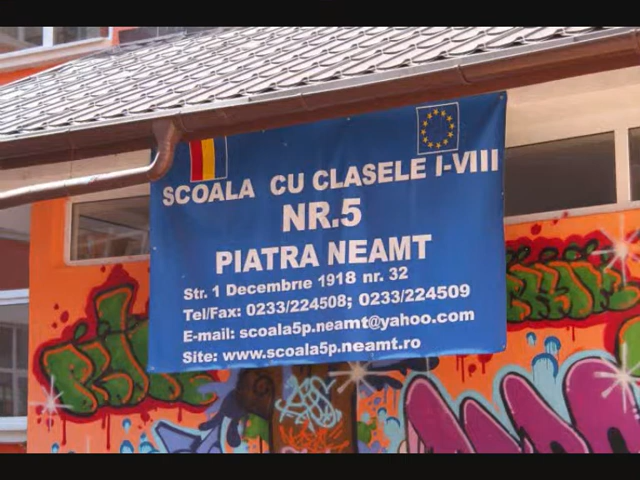 SCOALA CU CLASELE I-VIII
NR.5
PIATRA NEAMT
Str. 1 Decembrie 1918 nr. 32
Tel/Fax: 0233/224508; 0233/224509
E-mail: scoala5p.neamt@yahoo.com
Site: www.scoala5p.neamt.ro